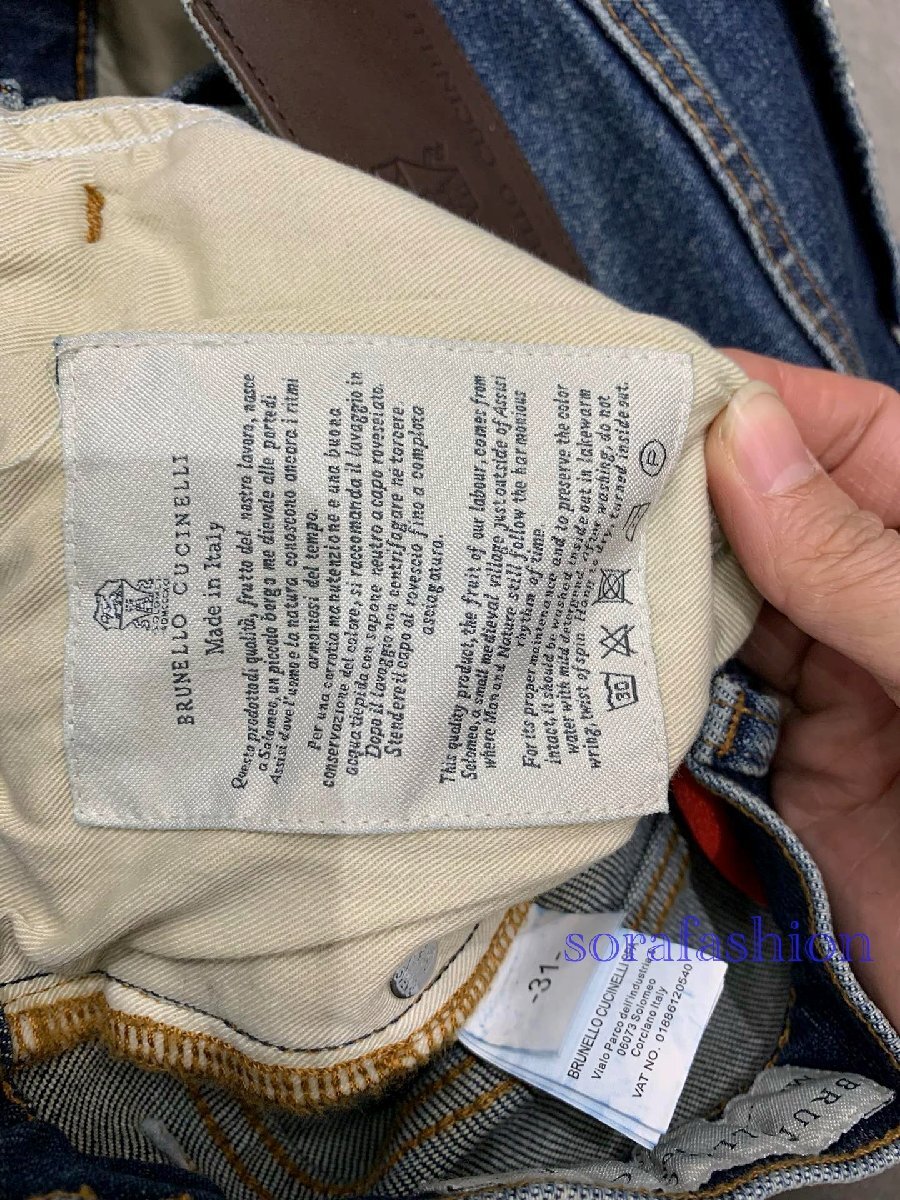 BRUNELLO CUCINELLI
Made in Italy
Questo prodotto di qualità, frutto del nostro lavoro, nasce
a Solomeo, un piccolo borgo medievale alle porte di
Assisi dove l'uomo e la natura conoscono ancora i ritmi
armoniosi del tempo.
Per una corretta manutenzione e una buona
conservazione del colore, si raccomanda il lavaggio in
acqua tiepida con sapone neutro a capo rovesciato.
Dopo il lavaggio non centrifugare ne torcere.
Stendere il capo al rovescio fino a completa
asciugatura.
This quality product, the fruit of our labour, comes from
Solomeo, a small medieval village just outside of Assisi
where Man and Nature still follow the harmonious
rhythm of time.
For its proper maintenance and to preserve the color
intact, it should be washed inside out in lukewarm
water with mild detergent. After washing, do not
wring, twist or spin. Hang to dry turned inside out.
30
P
-31-
BRUNELLO CUCINELLI SPA
Viale Parco dell'industria,5
06073 Solomeo
Corciano Italy
VAT NO. 01886120540
sorafashion